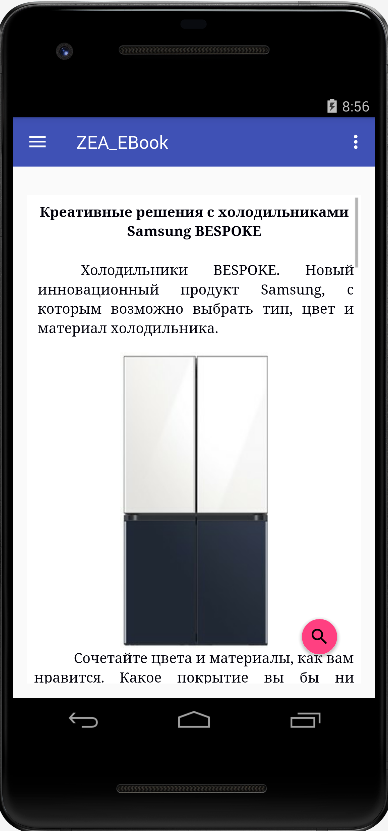 8:56
ZEA_EBook
Креативные решения с холодильниками
Samsung BESPOKE
Холодильники BESPOKE. Новый
инновационный продукт Samsung, с
которым возможно выбрать тип, цвет и
материал холодильника.
Сочетайте цвета и материалы, как вам
нравится. Какое покрытие вы бы ни